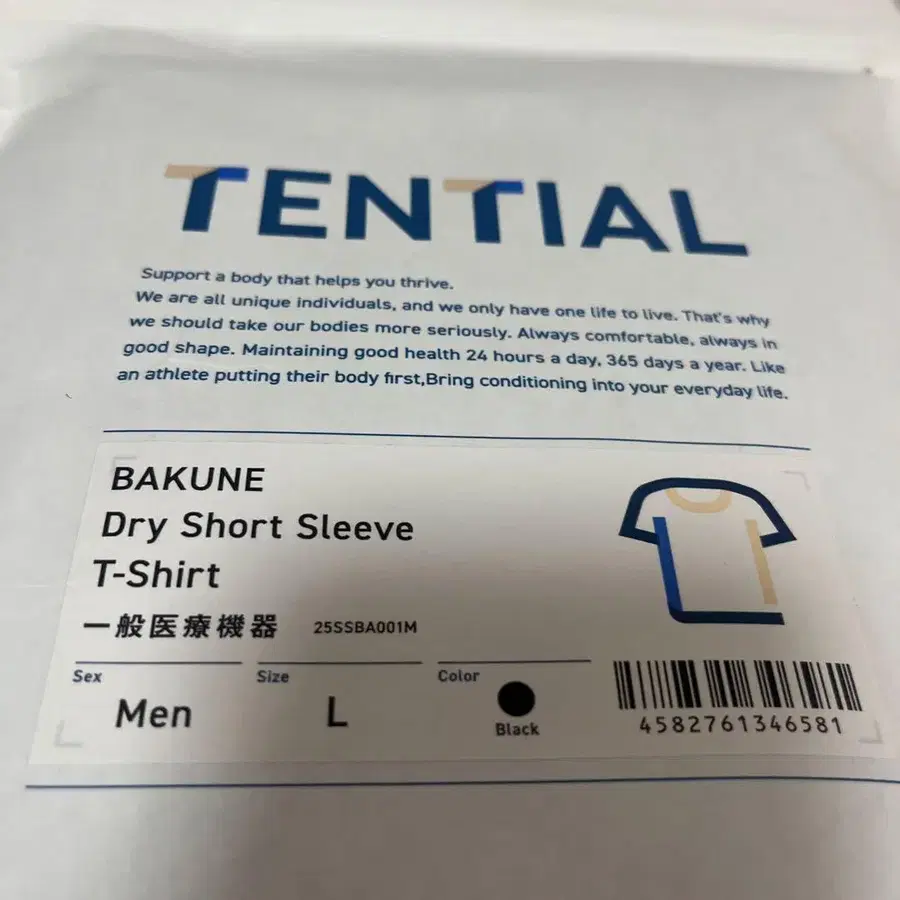 TENTIAL
Support a body that helps you thrive.
We are all unique individuals, and we only have one life to live. That's why
we should take our bodies more seriously. Always comfortable, always in
good shape. Maintaining good health 24 hours a day, 365 days a year. Like
an athlete putting their body first,Bring conditioning into your everyday life.
BAKUNE
Dry Short Sleeve
T-Shirt
一般医療機器 25SSBA001M
Sex Size Color
Men L Black
4582761346581